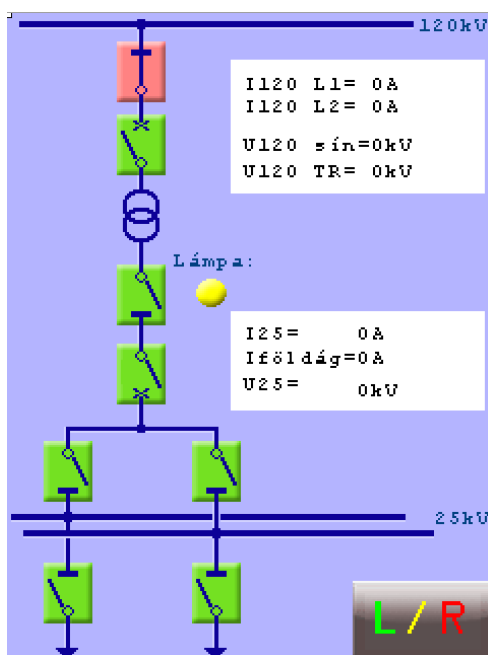 120kV
I120 L1= 0A
I120 L2= 0A
U120 sín=0kV
U120 TR= 0kV
Lámpa:
I25= 0A
Iföldág=0A
U25= 0kV
25kV
L/R